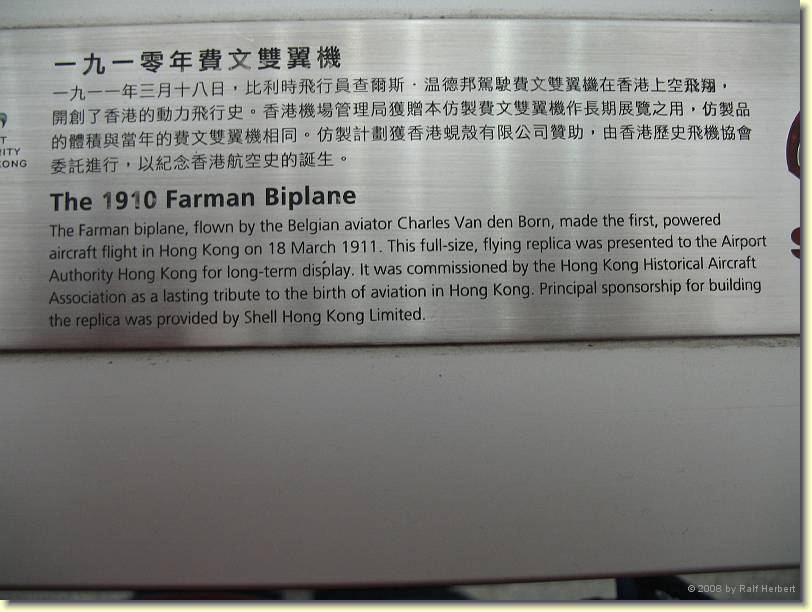 一九一零年費文雙翼機
一九一一年三月十八日，比利時飛行員查爾斯．温德邦駕駛費文雙翼機在香港上空飛翔，
開創了香港的動力飛行史。香港機場管理局獲贈本仿製費文雙翼機作長期展覽之用，仿製品
的體積與當年的費文雙翼機相同。仿製計劃獲香港蜆殼有限公司贊助，由香港歷史飛機協會
委託進行，以紀念香港航空史的誕生。
The 1910 Farman Biplane
The Farman biplane, flown by the Belgian aviator Charles Van den Born, made the first, powered
aircraft flight in Hong Kong on 18 March 1911. This full-size, flying replica was presented to the Airport
Authority Hong Kong for long-term display. It was commissioned by the Hong Kong Historical Aircraft
Association as a lasting tribute to the birth of aviation in Hong Kong. Principal sponsorship for building
the replica was provided by Shell Hong Kong Limited.
© 2008 by Ralf Herbert